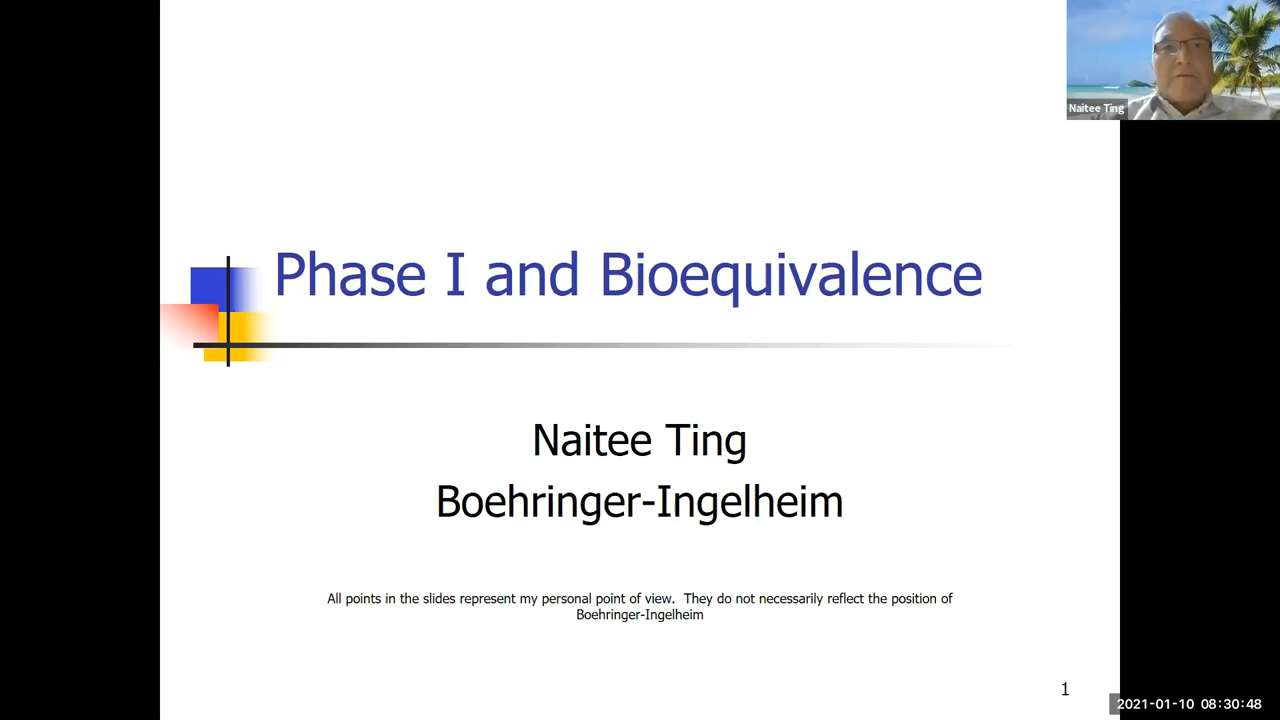 Naitee Ting
Phase I and Bioequivalence
Naitee Ting
Boehringer-Ingelheim
All points in the slides represent my personal point of view. They do not necessarily reflect the position of
Boehringer-Ingelheim
1
2021-01-10 08:30:48